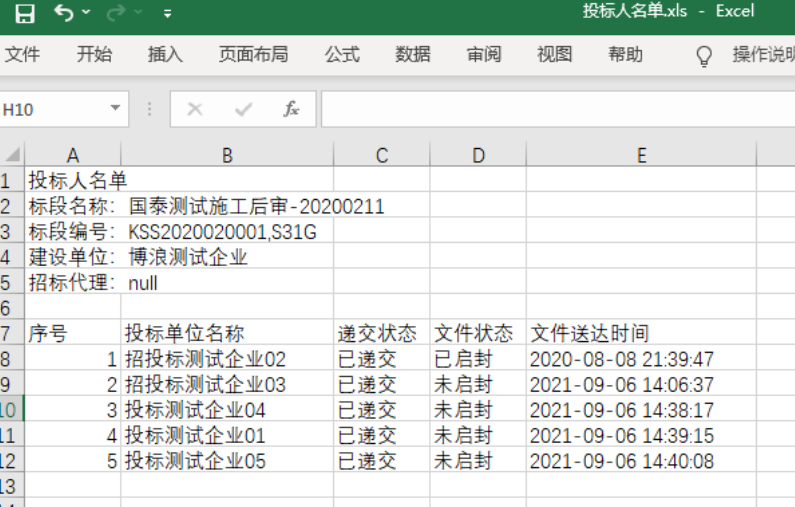 投标人名单.xls - Excel
文件 开始 插入 页面布局 公式 数据 审阅 视图 帮助 操作说明
H10 fx
A B C D E
1 投标人名单
2 标段名称: 国泰测试施工后审-20200211
3 标段编号: KSS2020020001,S31G
4 建设单位: 博浪测试企业
5 招标代理: null
6
7 序号 投标单位名称 递交状态 文件状态 文件送达时间
8 1 招投标测试企业02 已递交 已启封 2020-08-08 21:39:47
9 2 招投标测试企业03 已递交 未启封 2021-09-06 14:06:37
10 3 投标测试企业04 已递交 未启封 2021-09-06 14:38:17
11 4 投标测试企业01 已递交 未启封 2021-09-06 14:39:15
12 5 投标测试企业05 已递交 未启封 2021-09-06 14:40:08
13